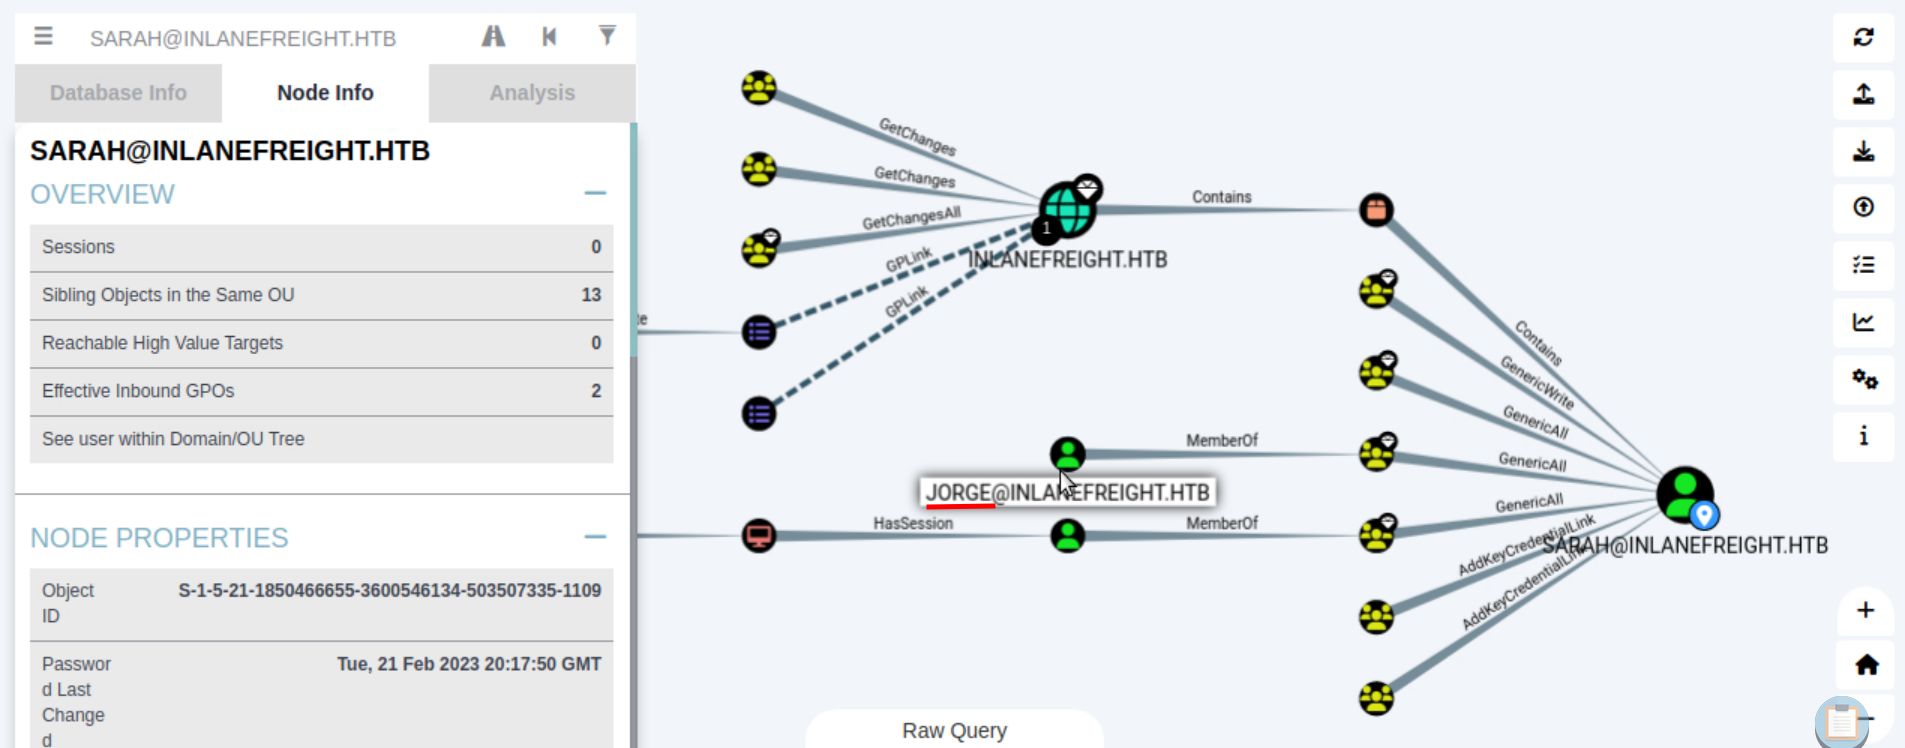 SARAH@INLANEFREIGHT.HTB
Database Info
Node Info
Analysis
SARAH@INLANEFREIGHT.HTB
OVERVIEW
Sessions 0
Sibling Objects in the Same OU 13
Reachable High Value Targets 0
Effective Inbound GPOs 2
See user within Domain/OU Tree
NODE PROPERTIES
Object S-1-5-21-1850466655-3600546134-503507335-1109
ID
Passwor Tue, 21 Feb 2023 20:17:50 GMT
d Last
Change
d
GetChanges
GetChanges
GetChangesAll
GPLink
GPLink
1
INLANEFREIGHT.HTB
Contains
Contains
GenericWrite
GenericAll
MemberOf
GenericAll
JORGE@INLANEFREIGHT.HTB
GenericAll
HasSession
MemberOf
AddKeyCredentialLink
SARAH@INLANEFREIGHT.HTB
AddKeyCredentialLink
Raw Query